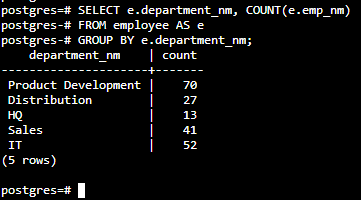 postgres=# SELECT e.department_nm, COUNT(e.emp_nm)
postgres-# FROM employee AS e
postgres-# GROUP BY e.department_nm;
    department_nm    | count
---------------------+-------
 Product Development |    70
 Distribution        |    27
 HQ                  |    13
 Sales               |    41
 IT                  |    52
(5 rows)
postgres=#